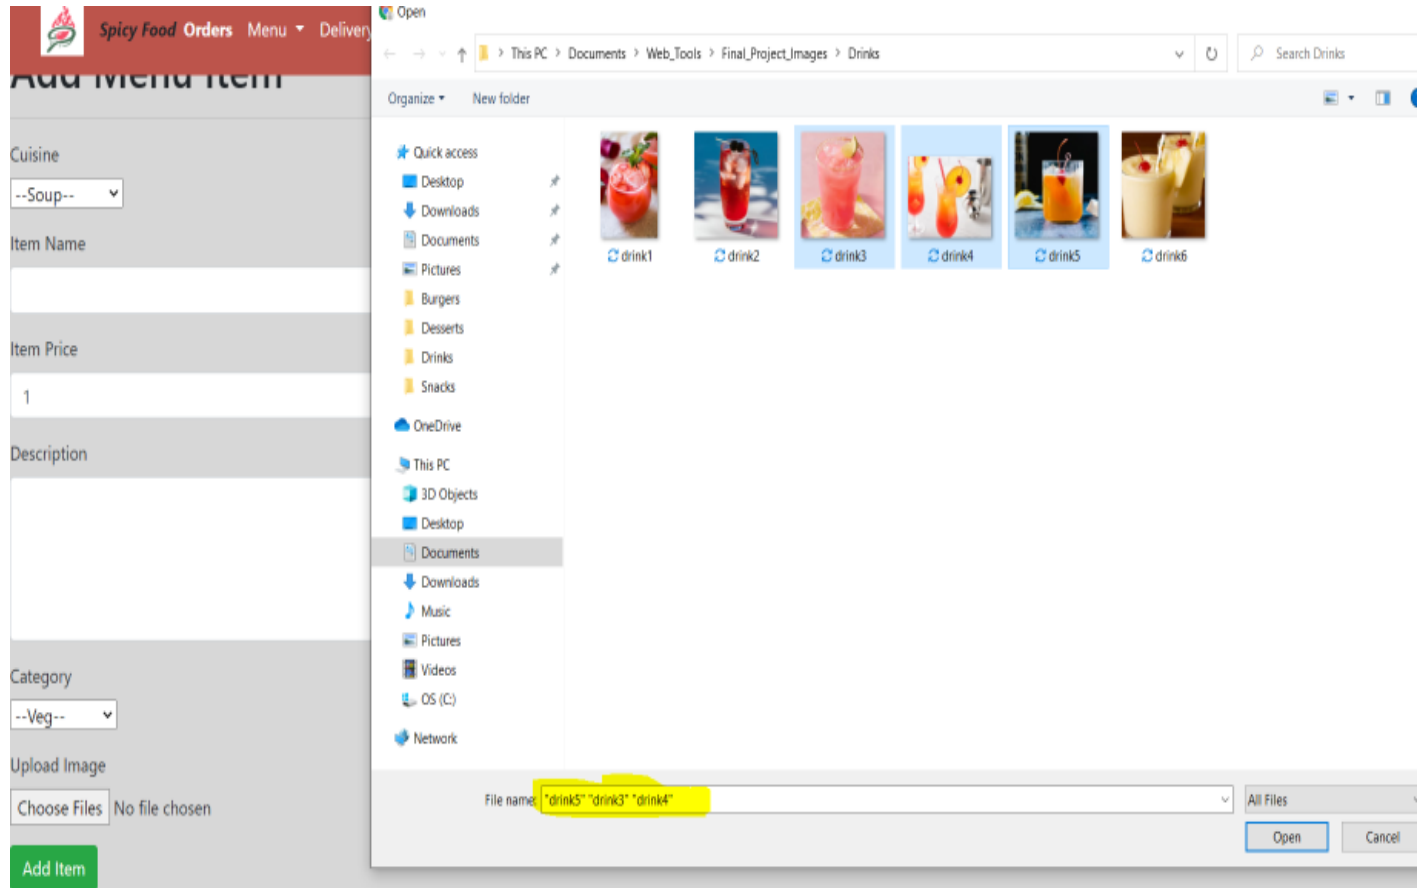 Spicy Food Orders Menu Delivery
Add Menu Item
Cuisine
--Soup--
Item Name
Item Price
1
Description
Category
--Veg--
Upload Image
Choose Files No file chosen
Add Item
Open
This PC > Documents > Web_Tools > Final_Project_Images > Drinks
Search Drinks
Organize New folder
Quick access
Desktop
Downloads
Documents
Pictures
Burgers
Desserts
Drinks
Snacks
OneDrive
This PC
3D Objects
Desktop
Documents
Downloads
Music
Pictures
Videos
OS (C:)
Network
drink1 drink2 drink3 drink4 drink5 drink6
File name: "drink5" "drink3" "drink4"
All Files
Open Cancel